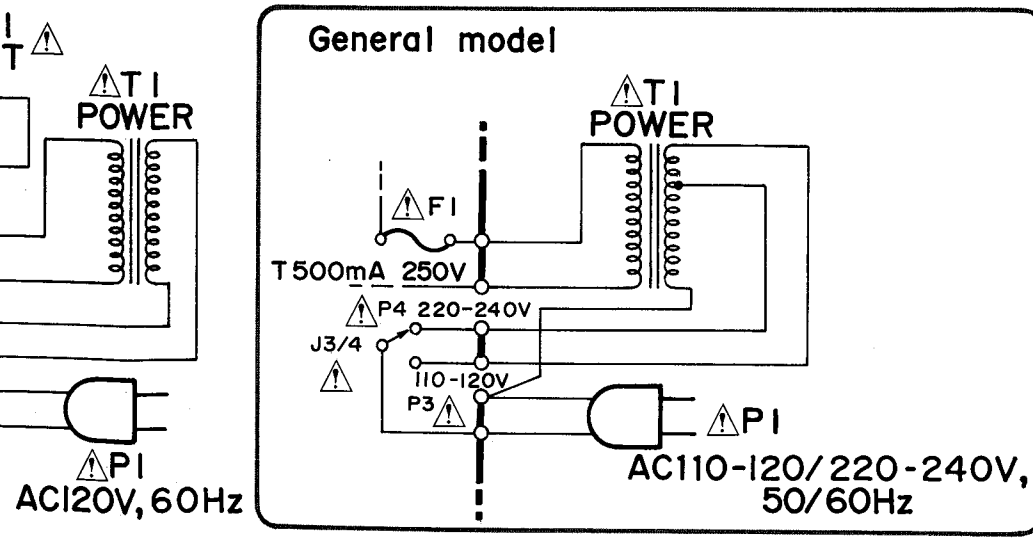 T
T1
POWER
P1
AC120V, 60Hz
General model
T1
POWER
F1
T500mA 250V
P4 220-240V
J3/4
110-120V
P3
P1
AC110-120/220-240V,
50/60Hz